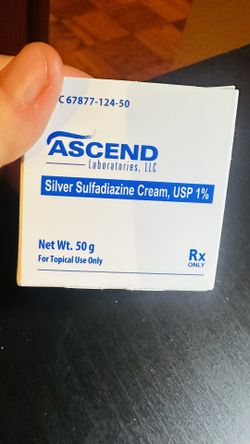 C 67877-124-50
ASCEND
Laboratories, LLC
Silver Sulfadiazine Cream, USP 1%
Net Wt. 50 g
For Topical Use Only
Rx
ONLY